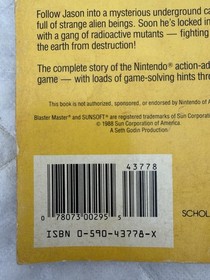 Follow Jason into a mysterious underground ca
full of strange alien beings. Soon he's locked in
with a gang of radioactive mutants — fighting
the earth from destruction!
The complete story of the Nintendo® action-ad
game — with loads of game-solving hints thro
This book is not authorized, sponsored, or endorsed by Nintendo of A
Blaster Master® and SUNSOFT® are registered trademarks of Sun Corporation
© 1988 Sun Corporation of America
A Seth Godin Production
43778
0 78073 00295 5
ISBN 0-590-43778-X
SCHOL